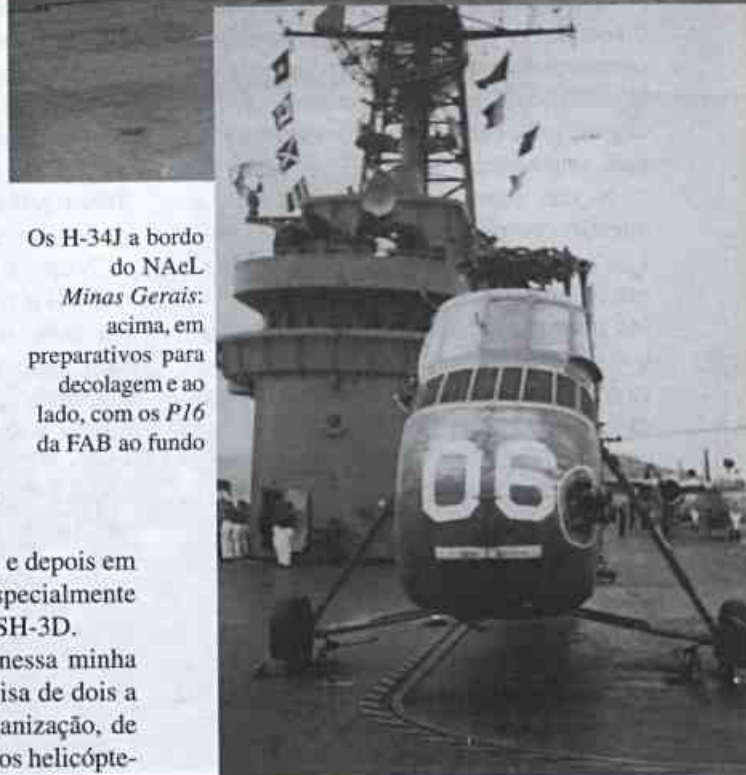 Os H-34J a bordo
do NAeL
Minas Gerais:
acima, em
preparativos para
decolagem e ao
lado, com os P16
da FAB ao fundo
06
e depois em
specialmente
SH-3D.
nessa minha
isa de dois a
anização, de
os helicópte-